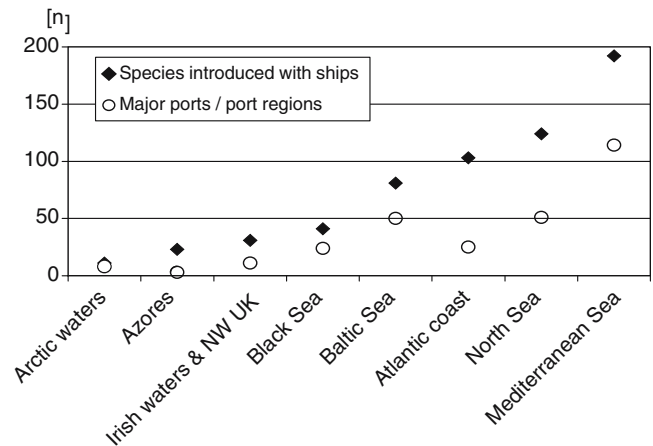 [n]
200
150
100
50
0
Species introduced with ships
Major ports / port regions
Arctic waters
Azores
Irish waters & NW UK
Black Sea
Baltic Sea
Atlantic coast
North Sea
Mediterranean Sea